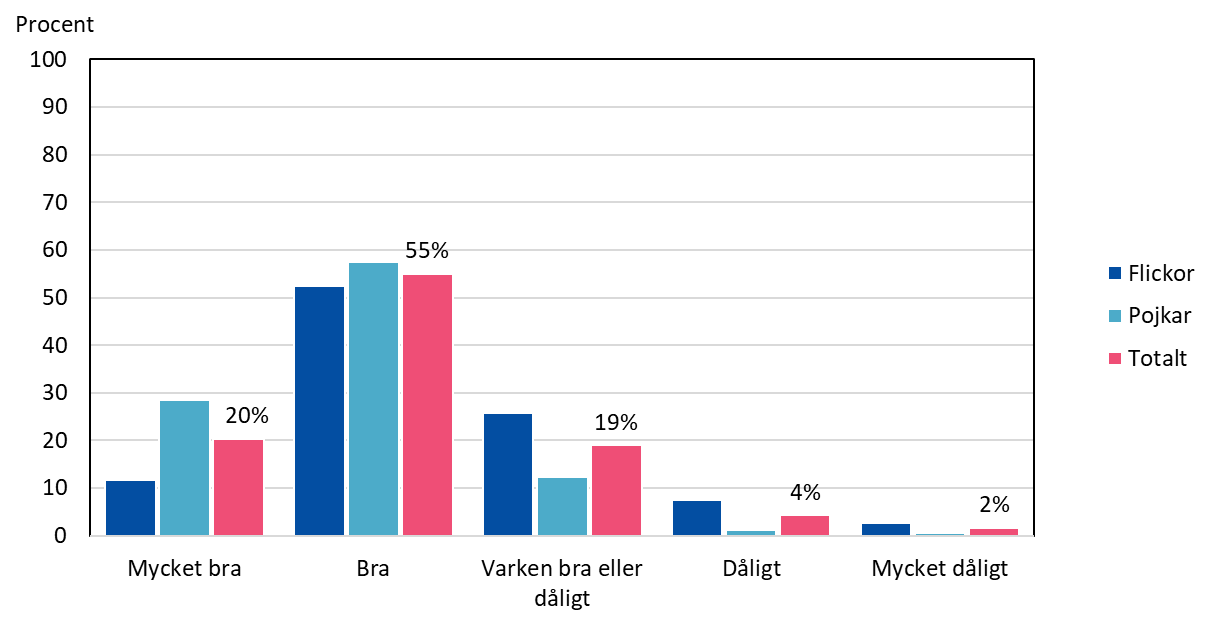 Procent
100
90
80
70
60
50
40
30
20
10
0
20%
55%
19%
4%
2%
Mycket bra
Bra
Varken bra eller
dåligt
Dåligt
Mycket dåligt
Flickor
Pojkar
Totalt